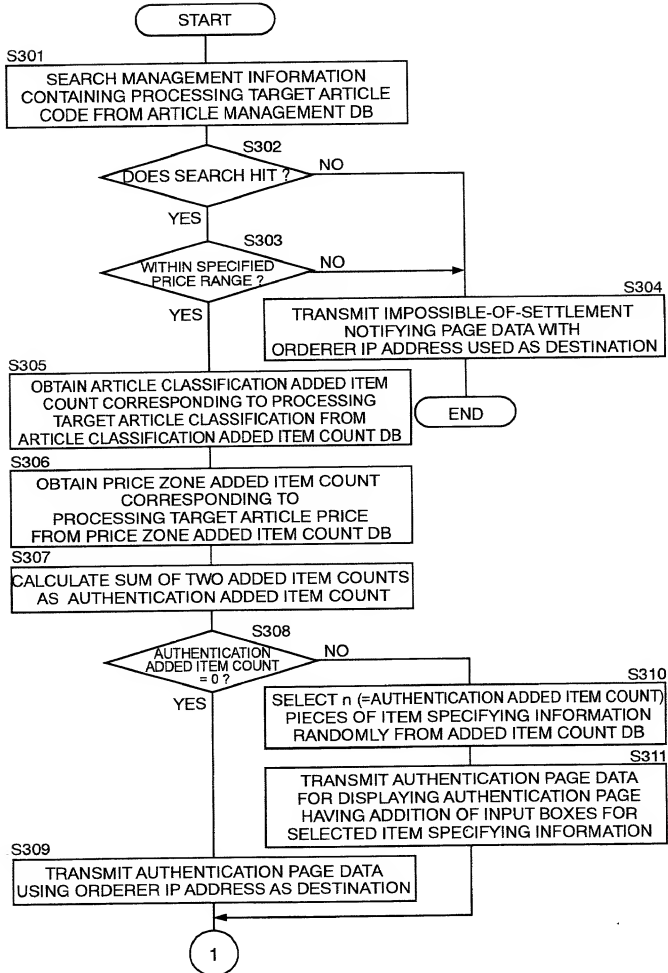 START
S301
SEARCH MANAGEMENT INFORMATION
CONTAINING PROCESSING TARGET ARTICLE
CODE FROM ARTICLE MANAGEMENT DB
S302
DOES SEARCH HIT ?
NO
YES
S303
WITHIN SPECIFIED
PRICE RANGE ?
NO
YES
S304
TRANSMIT IMPOSSIBLE-OF-SETTLEMENT
NOTIFYING PAGE DATA WITH
ORDERER IP ADDRESS USED AS DESTINATION
END
S305
OBTAIN ARTICLE CLASSIFICATION ADDED ITEM
COUNT CORRESPONDING TO PROCESSING
TARGET ARTICLE CLASSIFICATION FROM
ARTICLE CLASSIFICATION ADDED ITEM COUNT DB
S306
OBTAIN PRICE ZONE ADDED ITEM COUNT
CORRESPONDING TO
PROCESSING TARGET ARTICLE PRICE
FROM PRICE ZONE ADDED ITEM COUNT DB
S307
CALCULATE SUM OF TWO ADDED ITEM COUNTS
AS AUTHENTICATION ADDED ITEM COUNT
S308
AUTHENTICATION
ADDED ITEM COUNT
= 0 ?
NO
YES
S310
SELECT n (=AUTHENTICATION ADDED ITEM COUNT)
PIECES OF ITEM SPECIFYING INFORMATION
RANDOMLY FROM ADDED ITEM COUNT DB
S311
TRANSMIT AUTHENTICATION PAGE DATA
FOR DISPLAYING AUTHENTICATION PAGE
HAVING ADDITION OF INPUT BOXES FOR
SELECTED ITEM SPECIFYING INFORMATION
S309
TRANSMIT AUTHENTICATION PAGE DATA
USING ORDERER IP ADDRESS AS DESTINATION
1